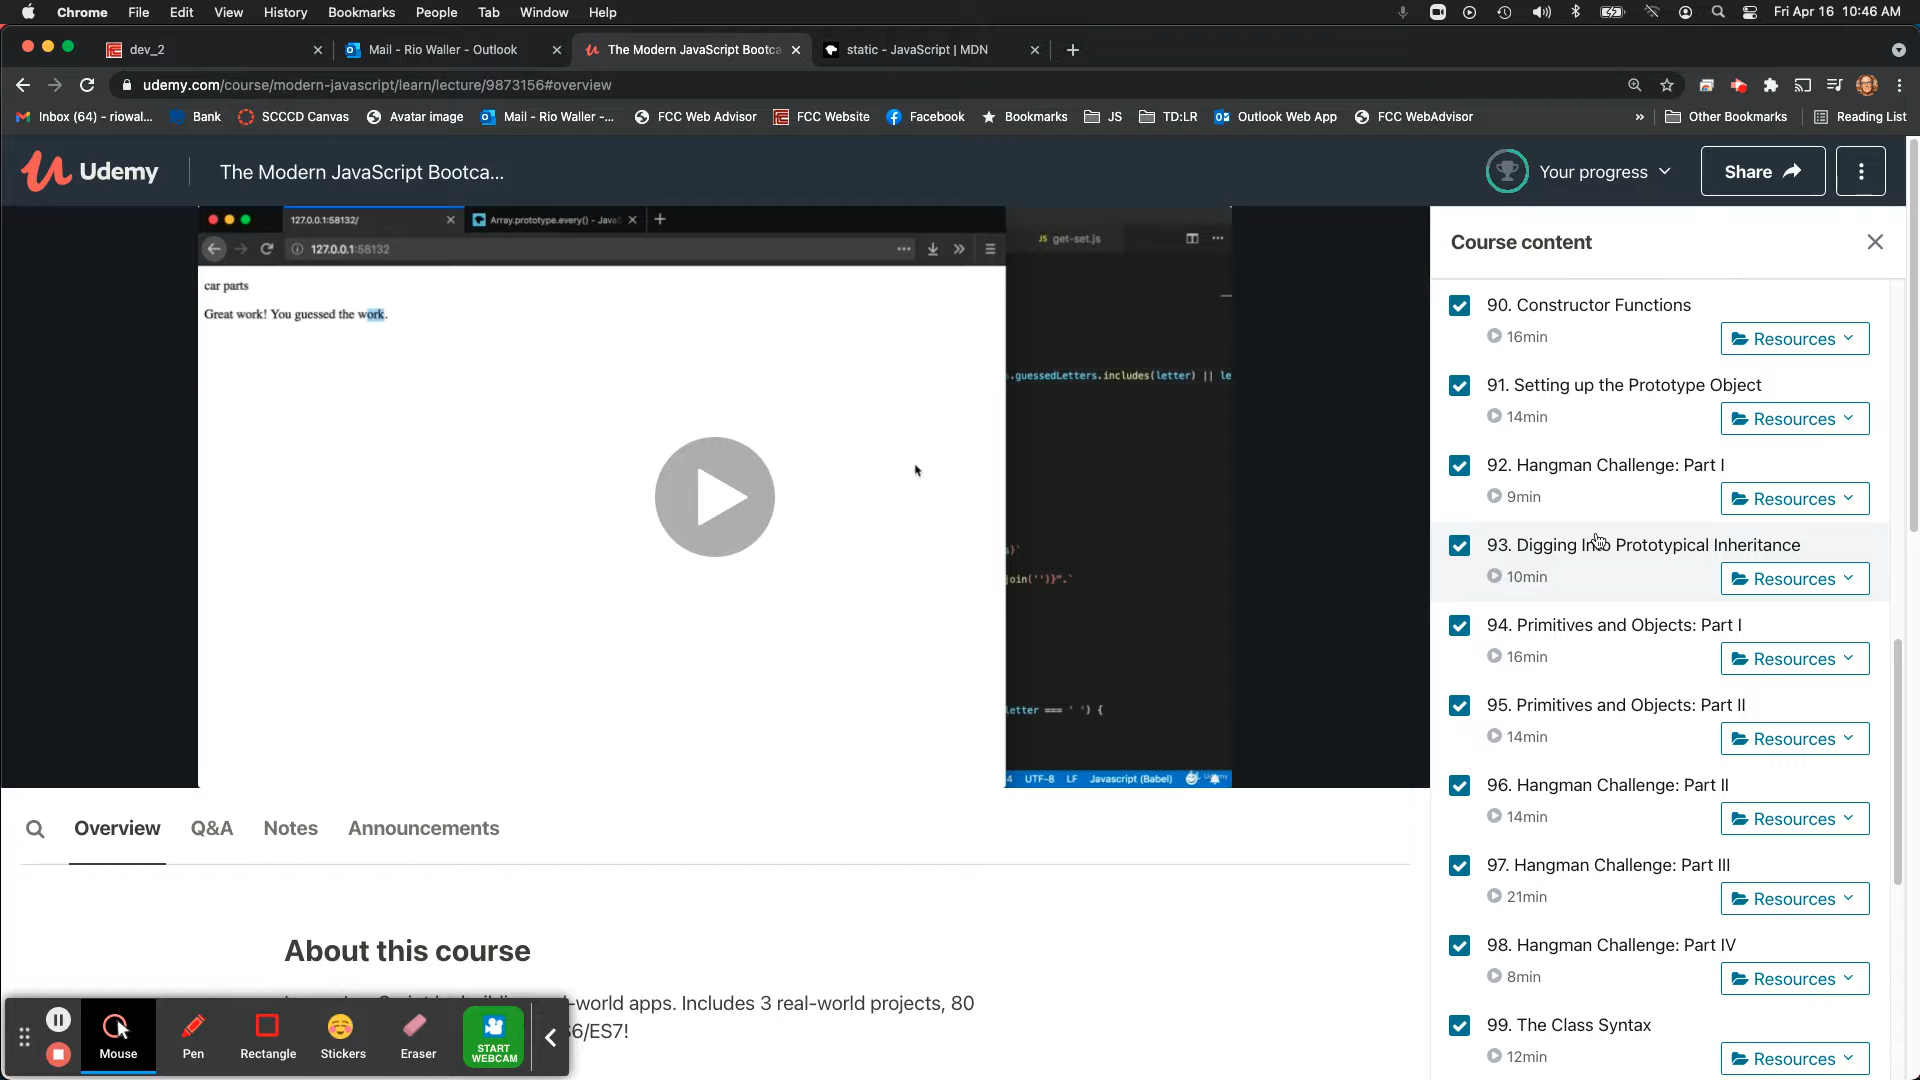 Chrome File Edit View History Bookmarks People Tab Window Help
Fri Apr 16 10:46 AM
dev_2
Mail - Rio Waller - Outlook
The Modern JavaScript Bootca
static - JavaScript | MDN
udemy.com/course/modern-javascript/learn/lecture/9873156#overview
Inbox (64) - riowal...
Bank
SCCCD Canvas
Avatar image
Mail - Rio Waller -...
FCC Web Advisor
FCC Website
Facebook
Bookmarks
JS
TD:LR
Outlook Web App
FCC WebAdvisor
»
Other Bookmarks
Reading List
Udemy
The Modern JavaScript Bootca...
Your progress
Share
127.0.0.1:58132/
Array.prototype.every() - Java
127.0.0.1:58132
JS get-set.js
car parts
Great work! You guessed the work.
.guessedLetters.includes(letter) || le
s}`
join('')}".`
letter === ' ') {
4 UTF-8 LF Javascript (Babel)
Course content
90. Constructor Functions
16min
Resources
91. Setting up the Prototype Object
14min
Resources
92. Hangman Challenge: Part I
9min
Resources
93. Digging Into Prototypical Inheritance
10min
Resources
94. Primitives and Objects: Part I
16min
Resources
95. Primitives and Objects: Part II
14min
Resources
96. Hangman Challenge: Part II
14min
Resources
97. Hangman Challenge: Part III
21min
Resources
98. Hangman Challenge: Part IV
8min
Resources
99. The Class Syntax
12min
Resources
Overview Q&A Notes Announcements
About this course
-world apps. Includes 3 real-world projects, 80
S6/ES7!
Mouse
Pen
Rectangle
Stickers
Eraser
START
WEBCAM